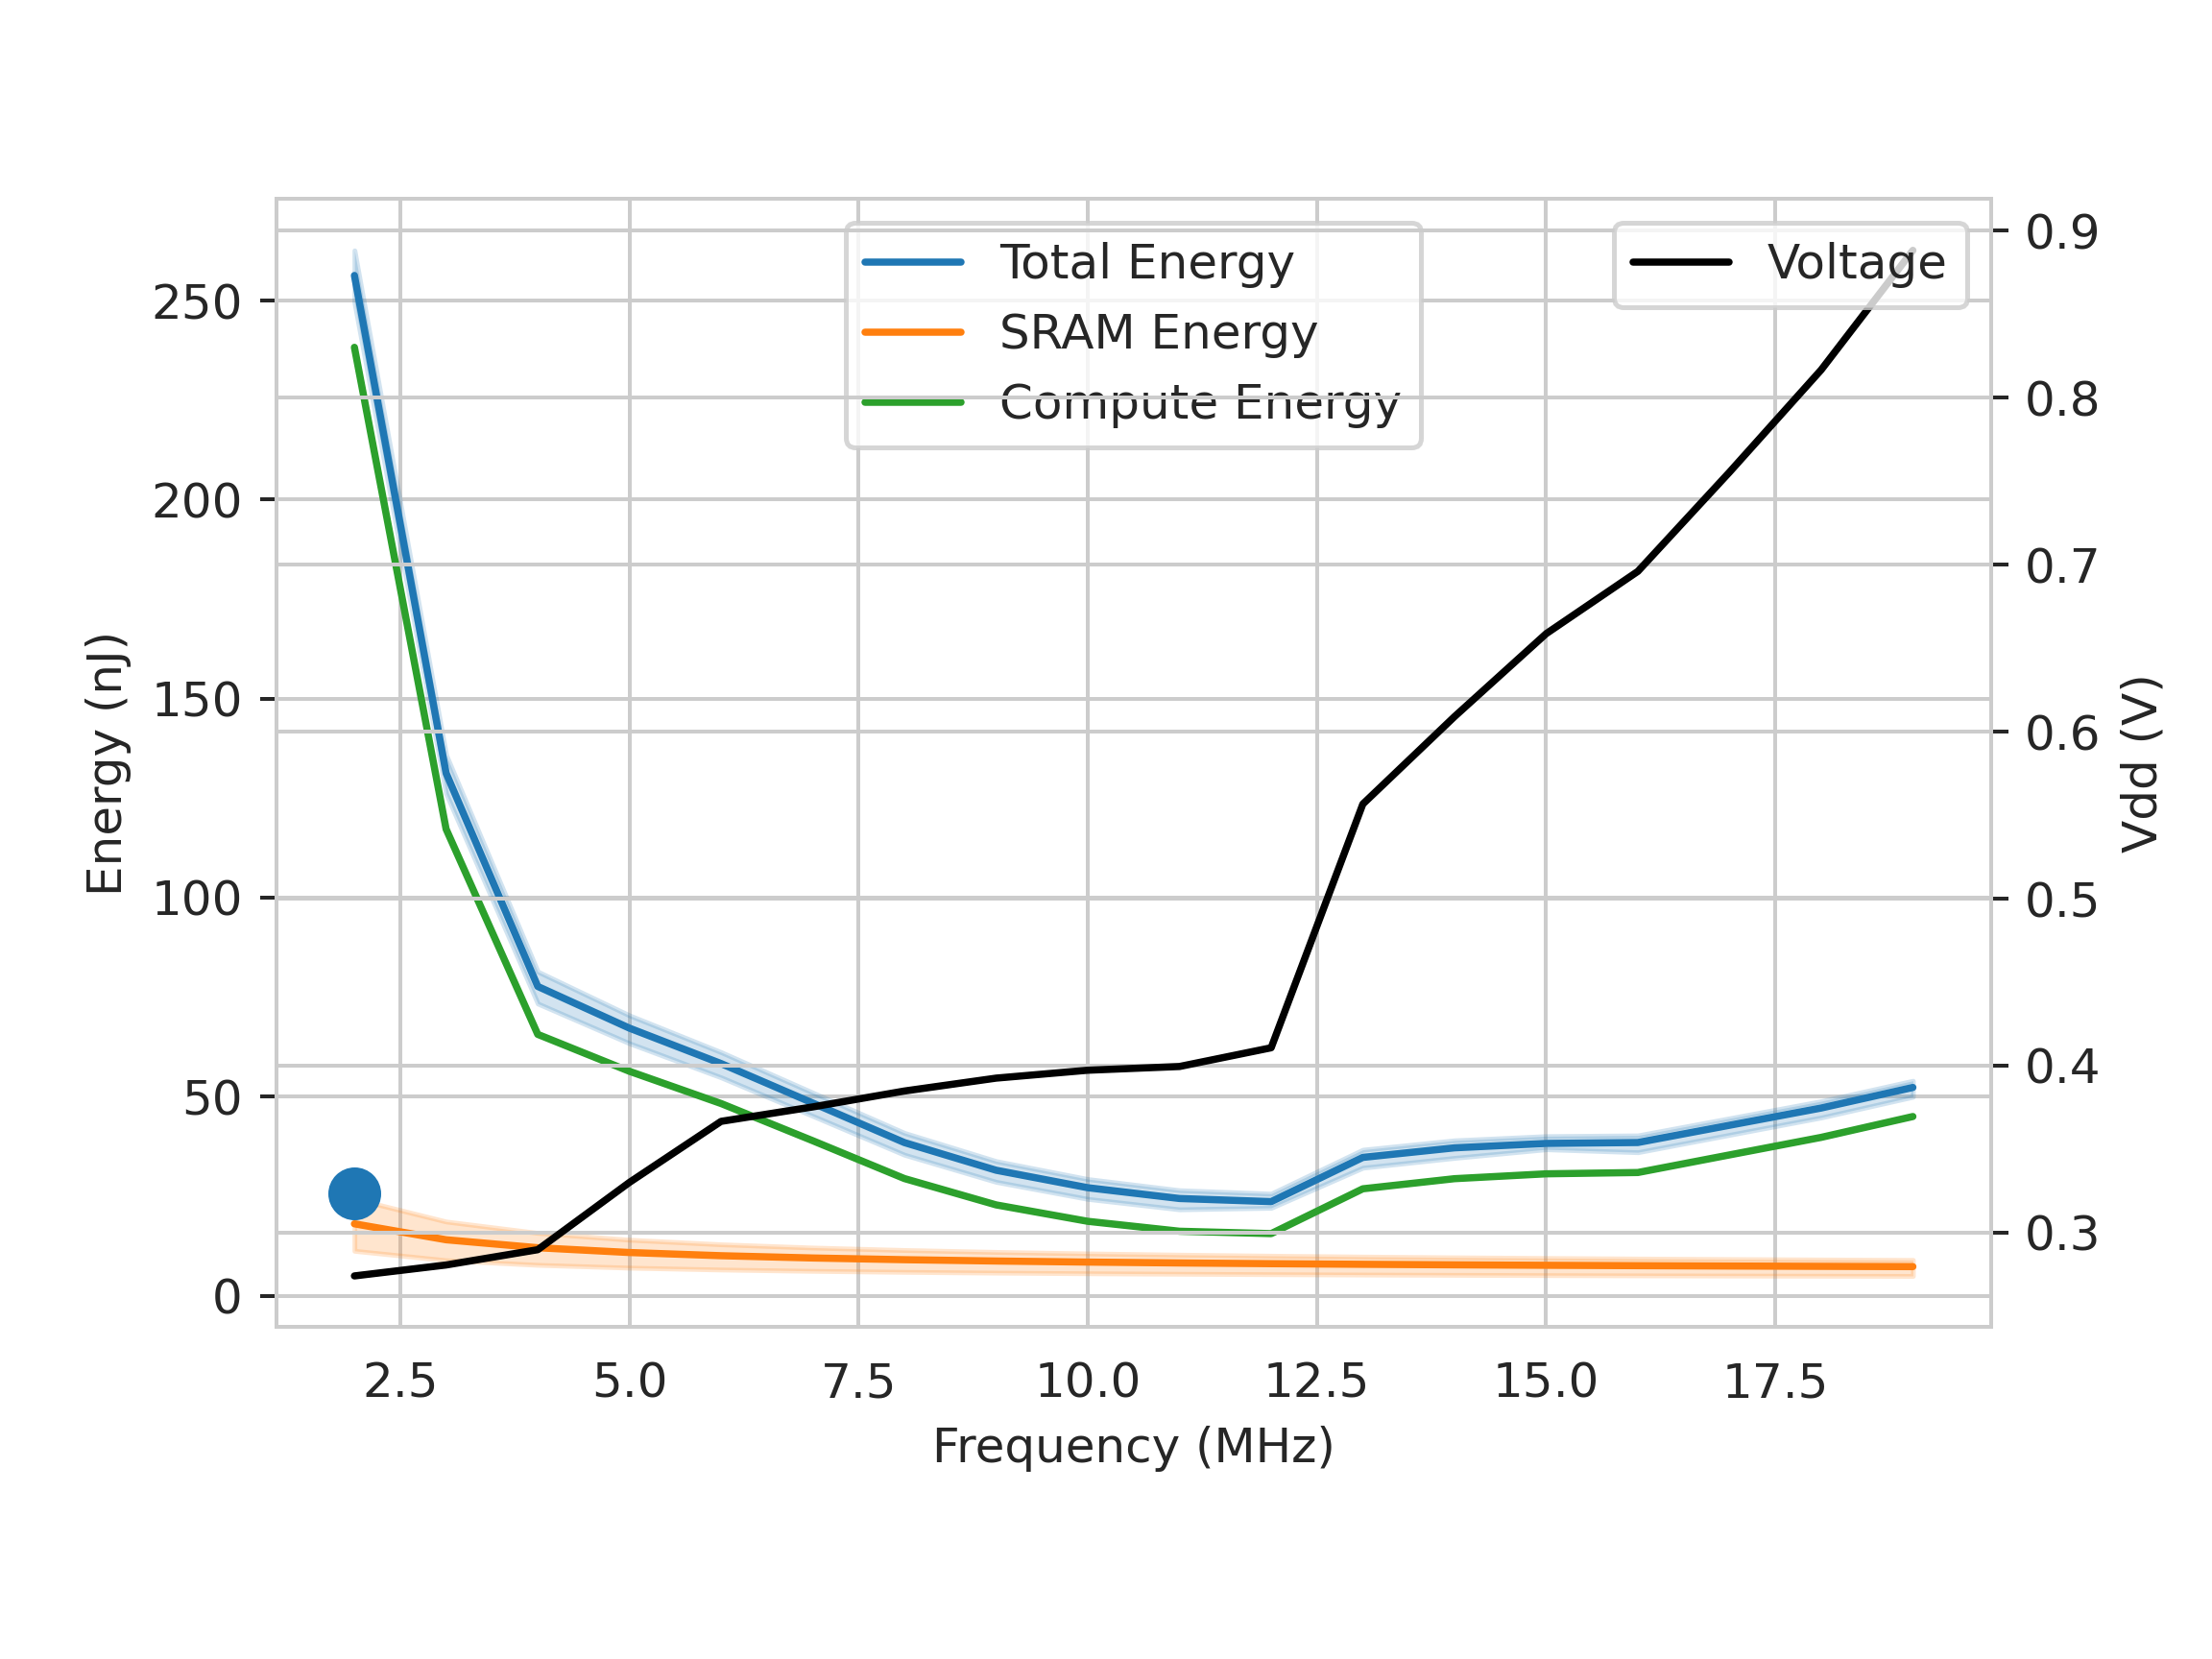 Total Energy
SRAM Energy
Compute Energy
Voltage
Energy (nJ)
250
200
150
100
50
0
0.9
0.8
0.7
0.6
0.5
0.4
0.3
Vdd (V)
2.5 5.0 7.5 10.0 12.5 15.0 17.5
Frequency (MHz)